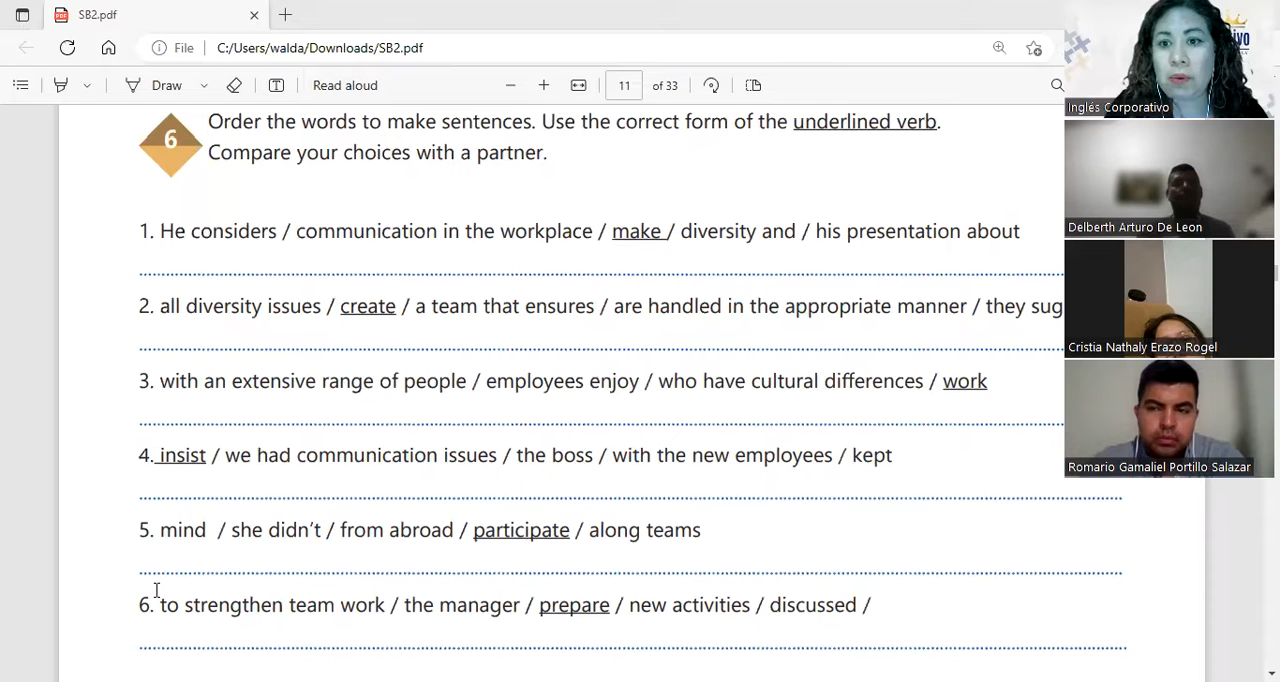 SB2.pdf
File
C:/Users/walda/Downloads/SB2.pdf
Draw
Read aloud
11 of 33
6
Order the words to make sentences. Use the correct form of the underlined verb.
Compare your choices with a partner.
1. He considers / communication in the workplace / make / diversity and / his presentation about
2. all diversity issues / create / a team that ensures / are handled in the appropriate manner / they sug
3. with an extensive range of people / employees enjoy / who have cultural differences / work
4. insist / we had communication issues / the boss / with the new employees / kept
5. mind / she didn't / from abroad / participate / along teams
6. to strengthen team work / the manager / prepare / new activities / discussed /
Inglés Corporativo
Delberth Arturo De Leon
Cristia Nathaly Erazo Rogel
Romario Gamaliel Portillo Salazar